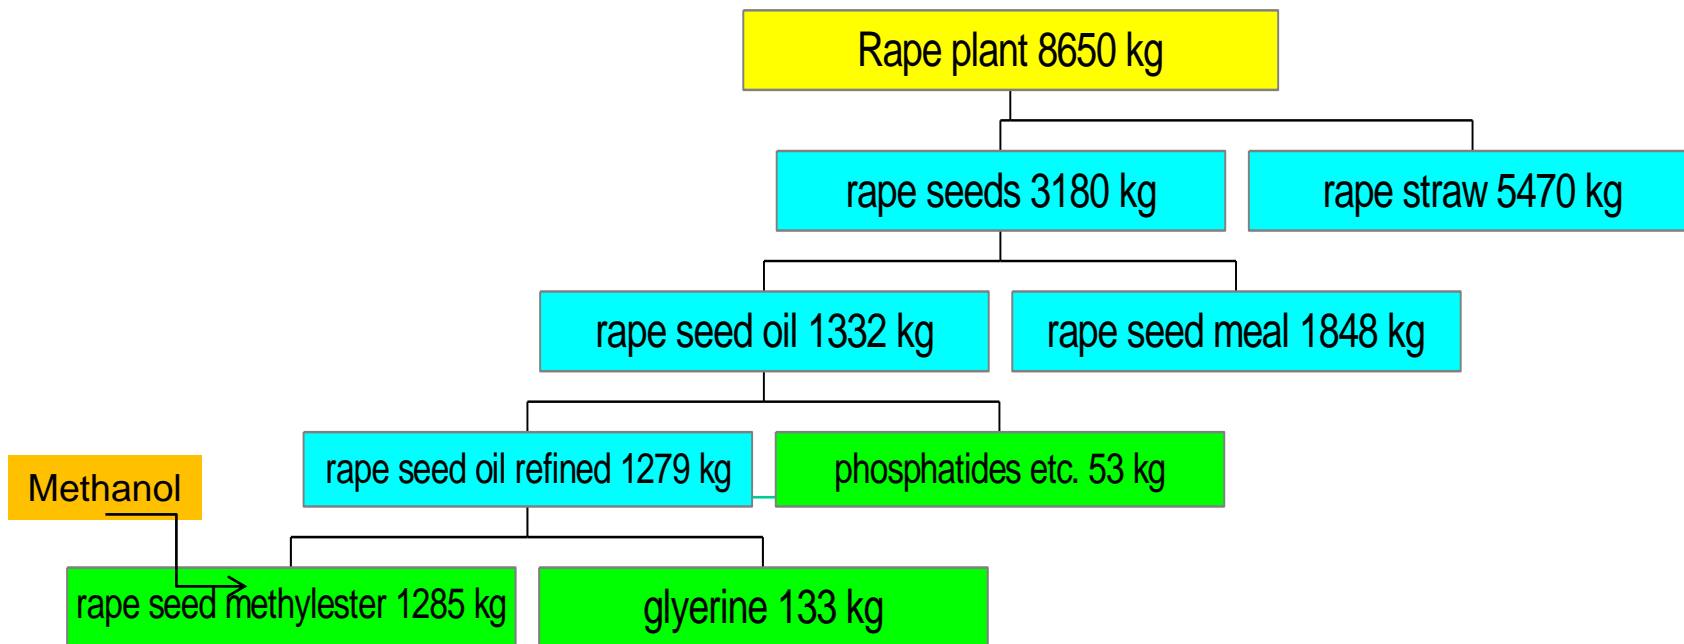 Rape plant 8650 kg
rape seeds 3180 kg
rape straw 5470 kg
rape seed oil 1332 kg
rape seed meal 1848 kg
rape seed oil refined 1279 kg
phosphatides etc. 53 kg
Methanol
rape seed methylester 1285 kg
glyerine 133 kg